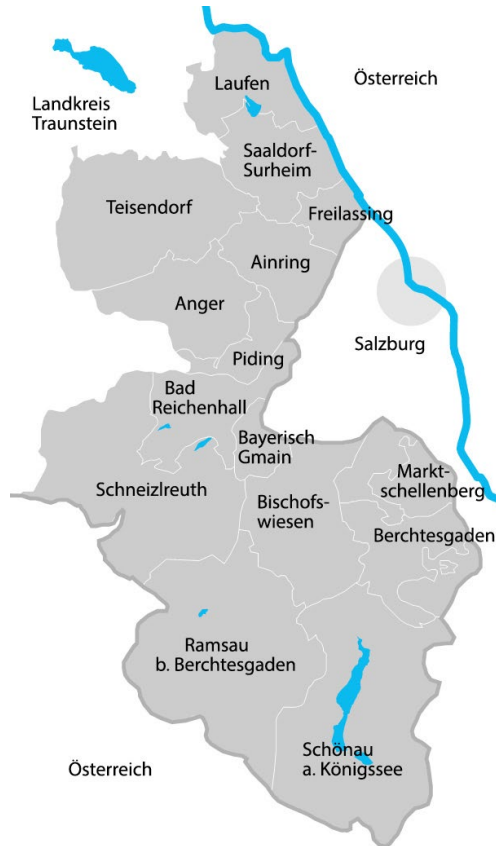 Laufen
Österreich
Landkreis
Traunstein
Saaldorf-
Surheim
Teisendorf
Freilassing
Ainring
Anger
Salzburg
Piding
Bad
Reichenhall
Bayerisch
Gmain
Markt-
schellenberg
Schneizlreuth
Bischofs-
wiesen
Berchtesgaden
Ramsau
b. Berchtesgaden
Schönau
a. Königssee
Österreich